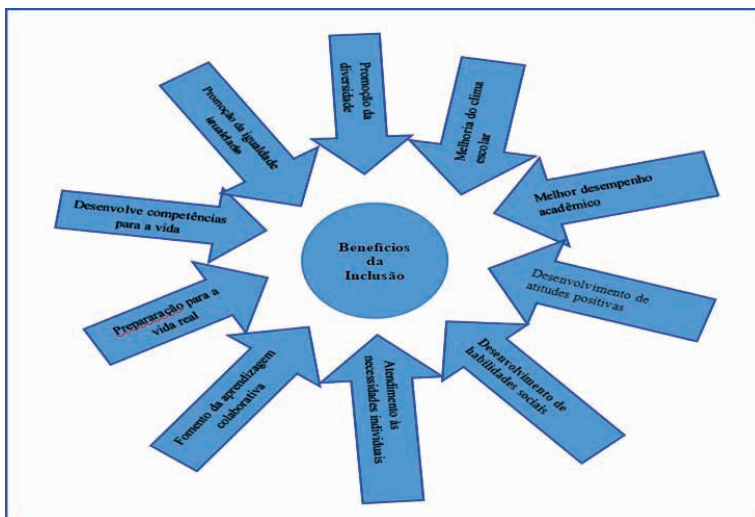 Promoção da
diversidade
Melhoria do clima
escolar
Promoção da igualdade
igualdade
Melhor desempenho
acadêmico
Desenvolve competências
para a vida
Benefícios
da
Inclusão
Desenvolvimento de
atitudes positivas
Prepararação para a
vida real
Desenvolvimento de
habilidades sociais
Fomento da aprendizagem
colaborativa
Atendimento às
necessidades individuais